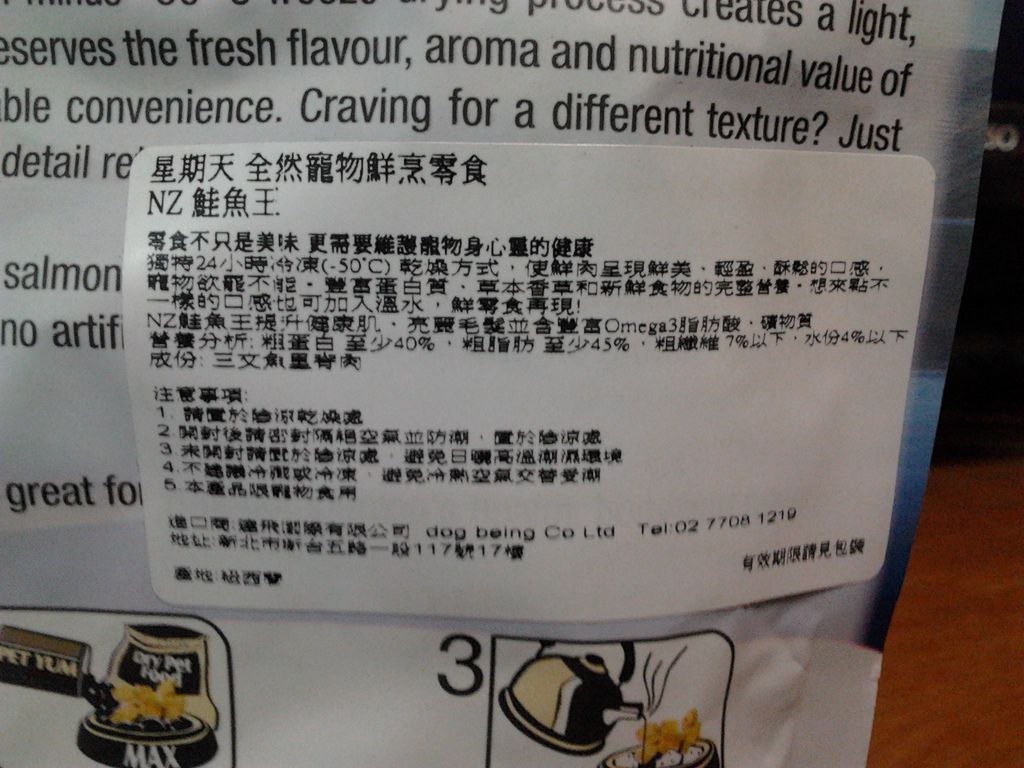 minus 50°C freeze drying process creates a light,
eserves the fresh flavour, aroma and nutritional value of
ble convenience. Craving for a different texture? Just
detail re
salmon
no artifi
great fo
星期天 全然寵物鮮烹零食
NZ 鮭魚王
零食不只是美味 更需要維護寵物身心靈的健康
獨特24小時冷凍(-50°C) 乾燥方式，使鮮肉呈現鮮美、輕盈、酥鬆的口感，
寵物欲罷不能。豐富蛋白質、草本香草和新鮮食物的完整營養。想來點不
一樣的口感也可加入溫水，鮮零食再現!
NZ鮭魚王提升健康肌、亮麗毛髮並含豐富Omega3脂肪酸、礦物質
營養分析: 粗蛋白 至少40%，粗脂肪 至少45%，粗纖維 7%以下，水份4%以下
成份: 三文魚里脊肉
注意事項:
1. 請置於陰涼乾燥處
2. 開封後請密封隔絕空氣並防潮，置於陰涼處
3. 未開封請置於陰涼處，避免日曬高溫潮濕環境
4. 不建議冷藏或冷凍，避免冷熱空氣交替受潮
5. 本產品限寵物食用
進口商: 達飛國際有限公司 dog being Co Ltd Tel:02 7708 1219
地址: 新北市新台五路一段117號17樓
有效期限請見包裝
產地: 紐西蘭
PET YUM
Dry Pet
Food
MAX
3